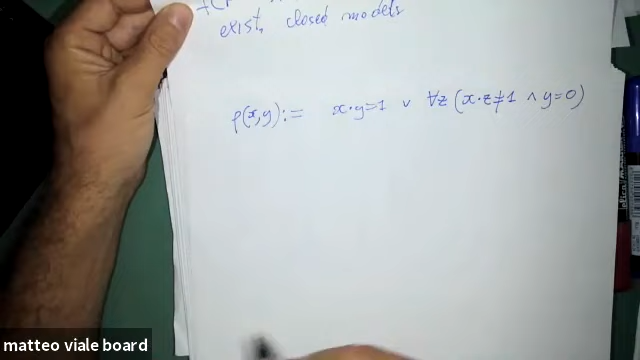 exist. closed models
φ(x,y) := x·y=1 ∨ ∀z (x·z≠1 ∧ y=0)
matteo viale board